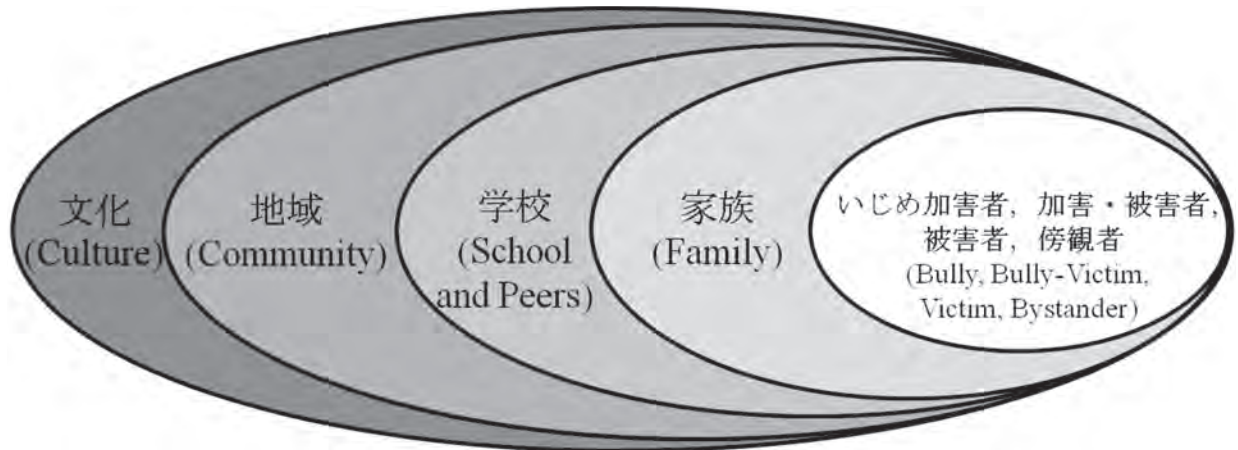 文化
(Culture)
地域
(Community)
学校
(School
and Peers)
家族
(Family)
いじめ加害者，加害・被害者，
被害者，傍観者
(Bully, Bully-Victim,
Victim, Bystander)